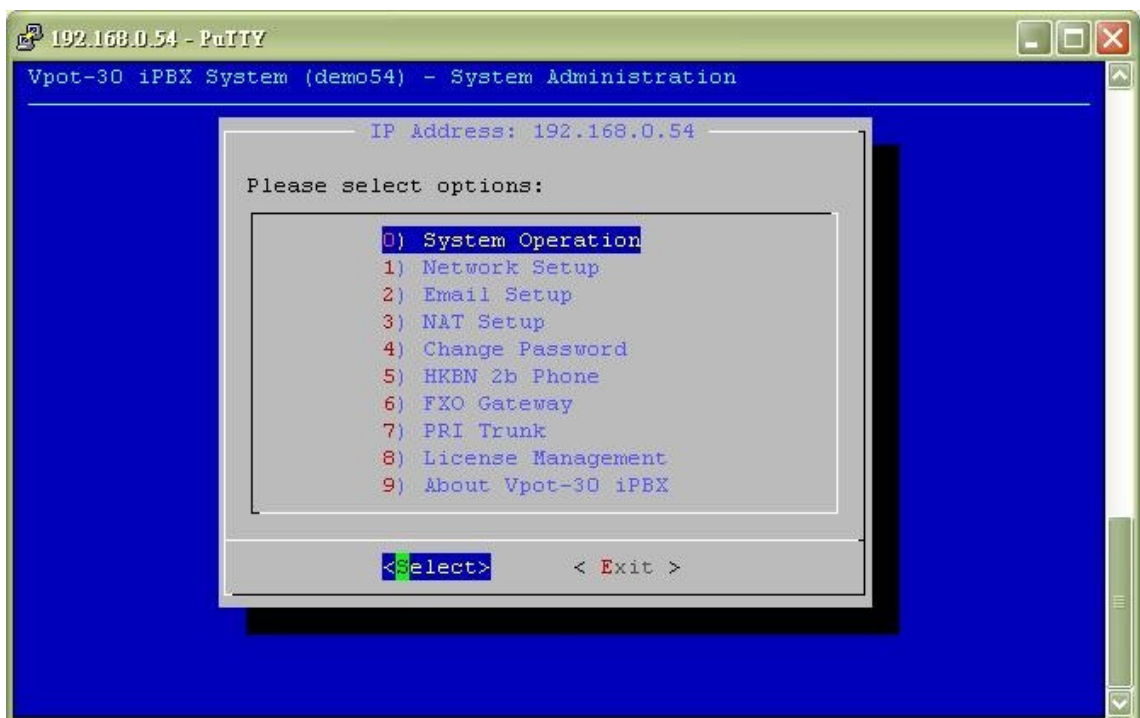 192.168.0.54 - PuTTY
Vpot-30 iPBX System (demo54) - System Administration
IP Address: 192.168.0.54
Please select options:
0) System Operation
1) Network Setup
2) Email Setup
3) NAT Setup
4) Change Password
5) HKBN 2b Phone
6) FXO Gateway
7) PRI Trunk
8) License Management
9) About Vpot-30 iPBX
<Select> < Exit >